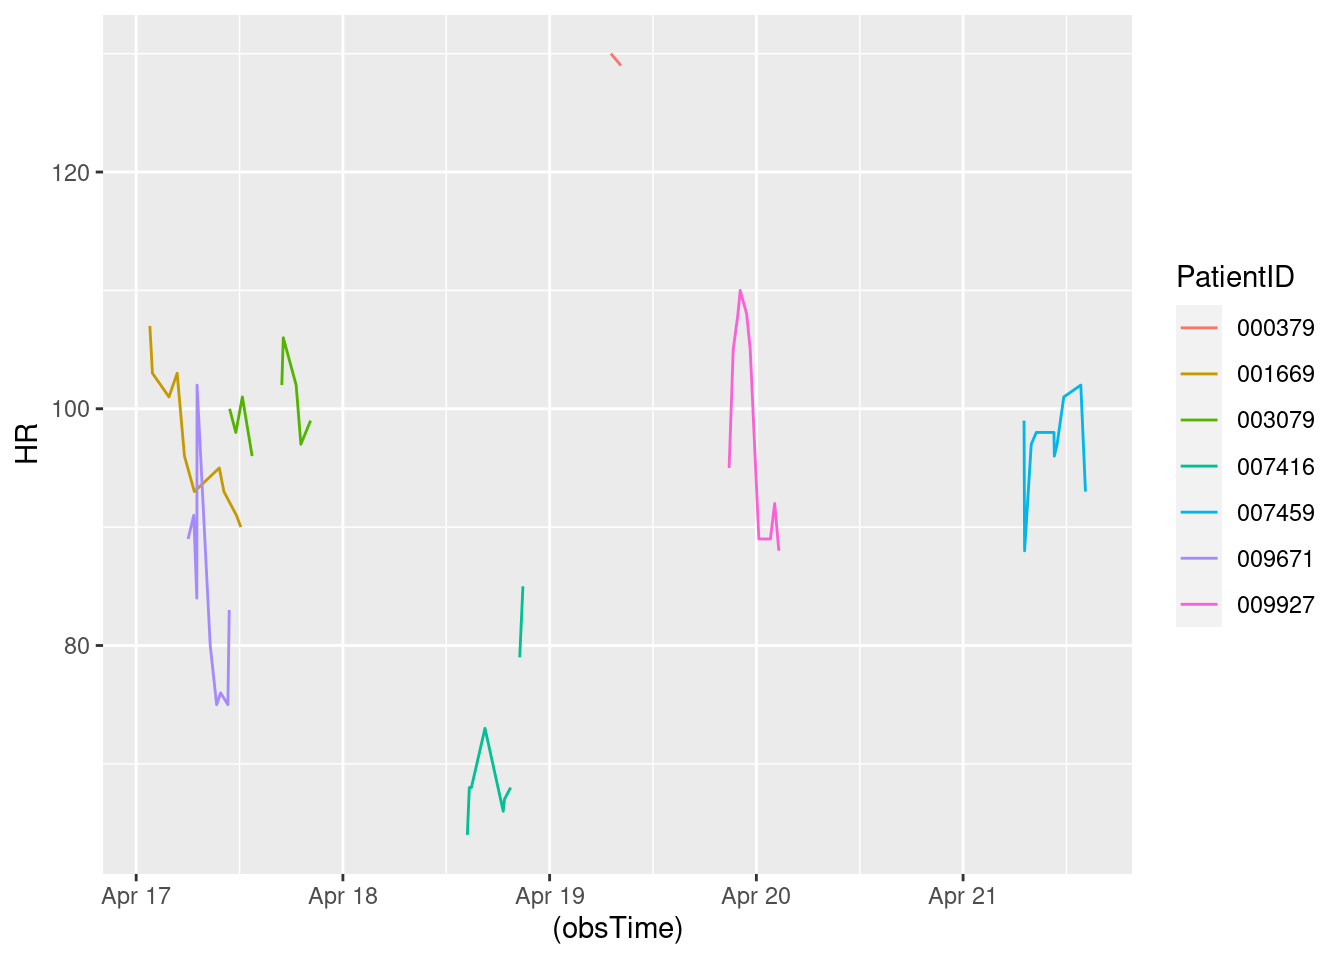 HR
120
100
80
Apr 17
Apr 18
Apr 19
Apr 20
Apr 21
(obsTime)
PatientID
000379
001669
003079
007416
007459
009671
009927